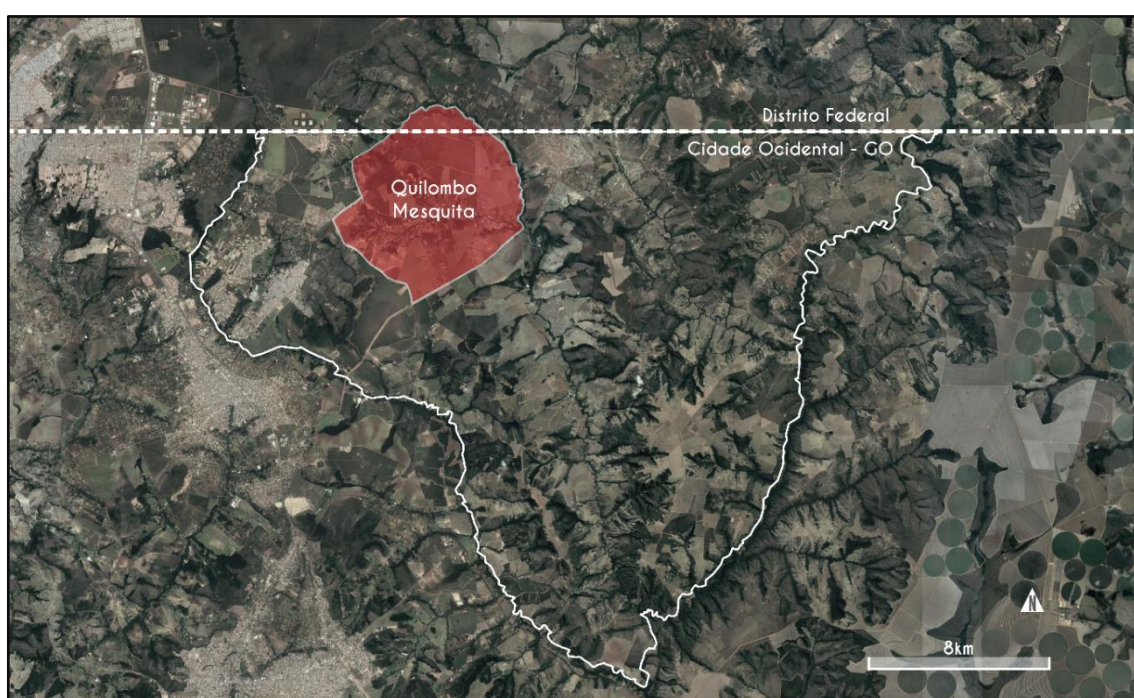 Distrito Federal
Cidade Ocidental - GO
Quilombo
Mesquita
N
8km